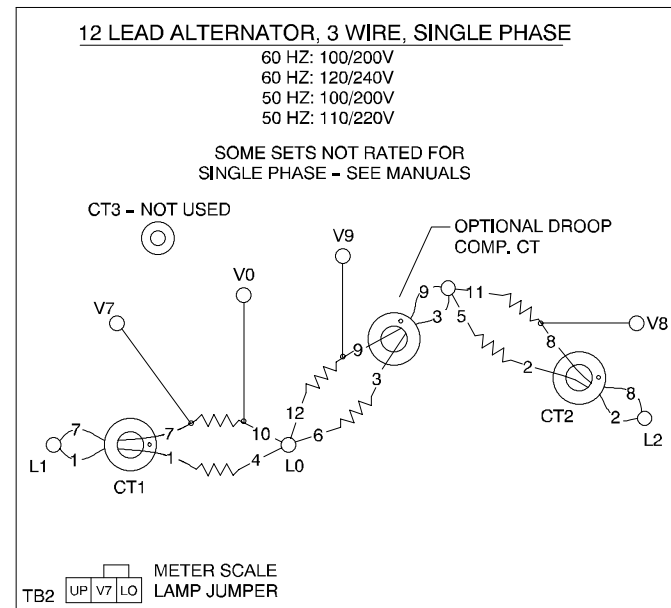 12 LEAD ALTERNATOR, 3 WIRE, SINGLE PHASE
60 HZ: 100/200V
60 HZ: 120/240V
50 HZ: 100/200V
50 HZ: 110/220V
SOME SETS NOT RATED FOR
SINGLE PHASE – SEE MANUALS
CT3 – NOT USED
OPTIONAL DROOP
COMP. CT
V9
V0
V7
V8
9
3
11
5
8
2
9
3
12
6
7
1
7
1
10
4
8
2
L1
CT1
L0
CT2
L2
TB2
UP V7 LO
METER SCALE
LAMP JUMPER